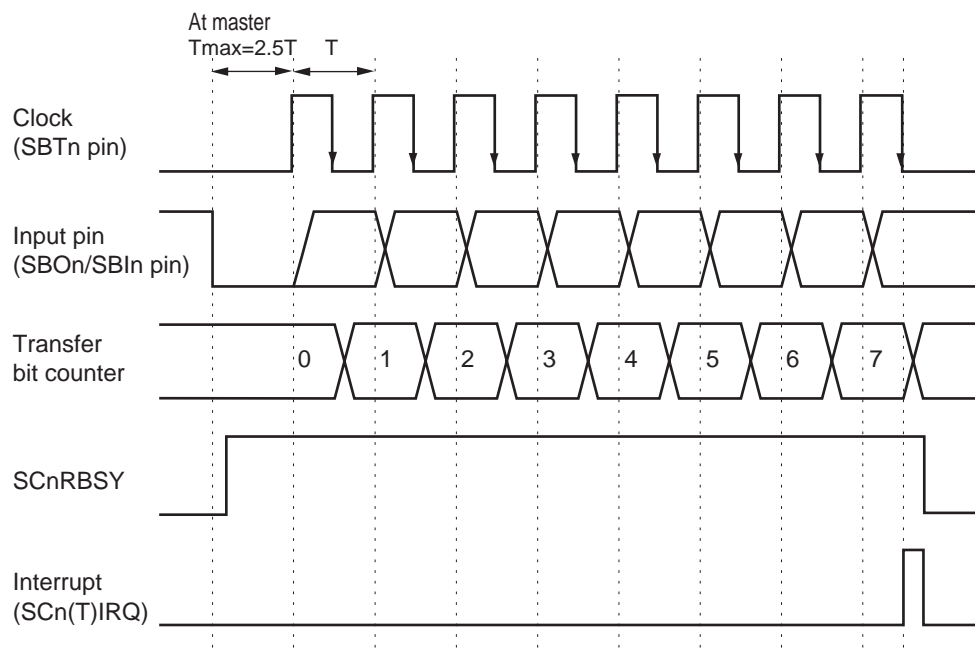 At master
Tmax=2.5T T
Clock
(SBTn pin)
Input pin
(SBOn/SBIn pin)
Transfer
bit counter
0 1 2 3 4 5 6 7
SCnRBSY
Interrupt
(SCn(T)IRQ)